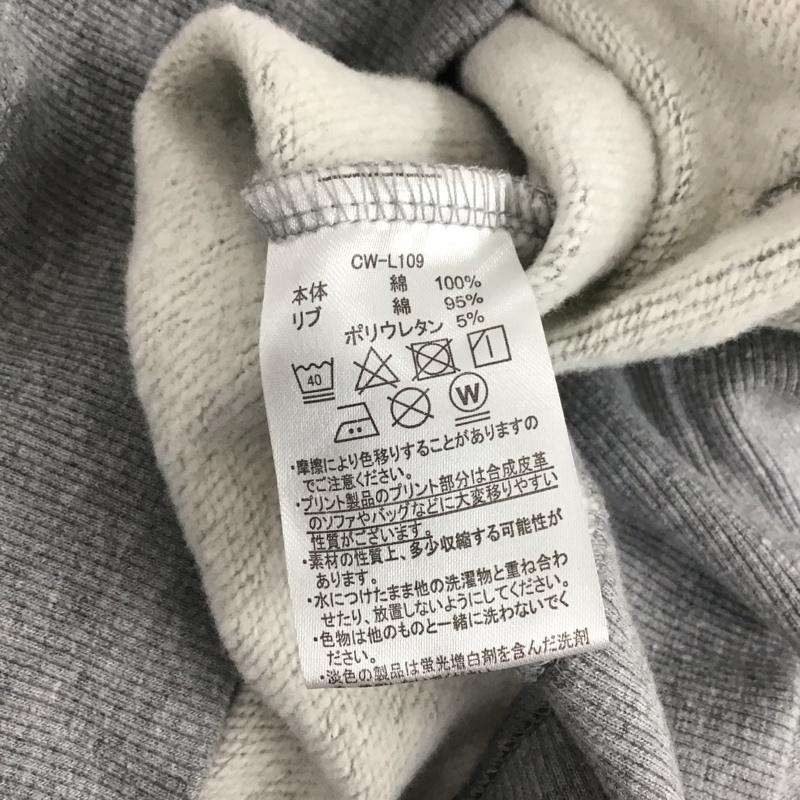 CW-L109
本体 綿 100%
リブ 綿 95%
ポリウレタン 5%
40
W
・摩擦により色移りすることがありますの
でご注意ください。
・プリント製品のプリント部分は合成皮革
のソファやバッグなどに大変移りやすい
性質がございます。
・素材の性質上、多少収縮する可能性が
あります。
・水につけたまま他の洗濯物と重ね合わ
せたり、放置しないようにしてください。
・色物は他のものと一緒に洗わないでく
ださい。
・淡色の製品は蛍光増白剤を含んだ洗剤